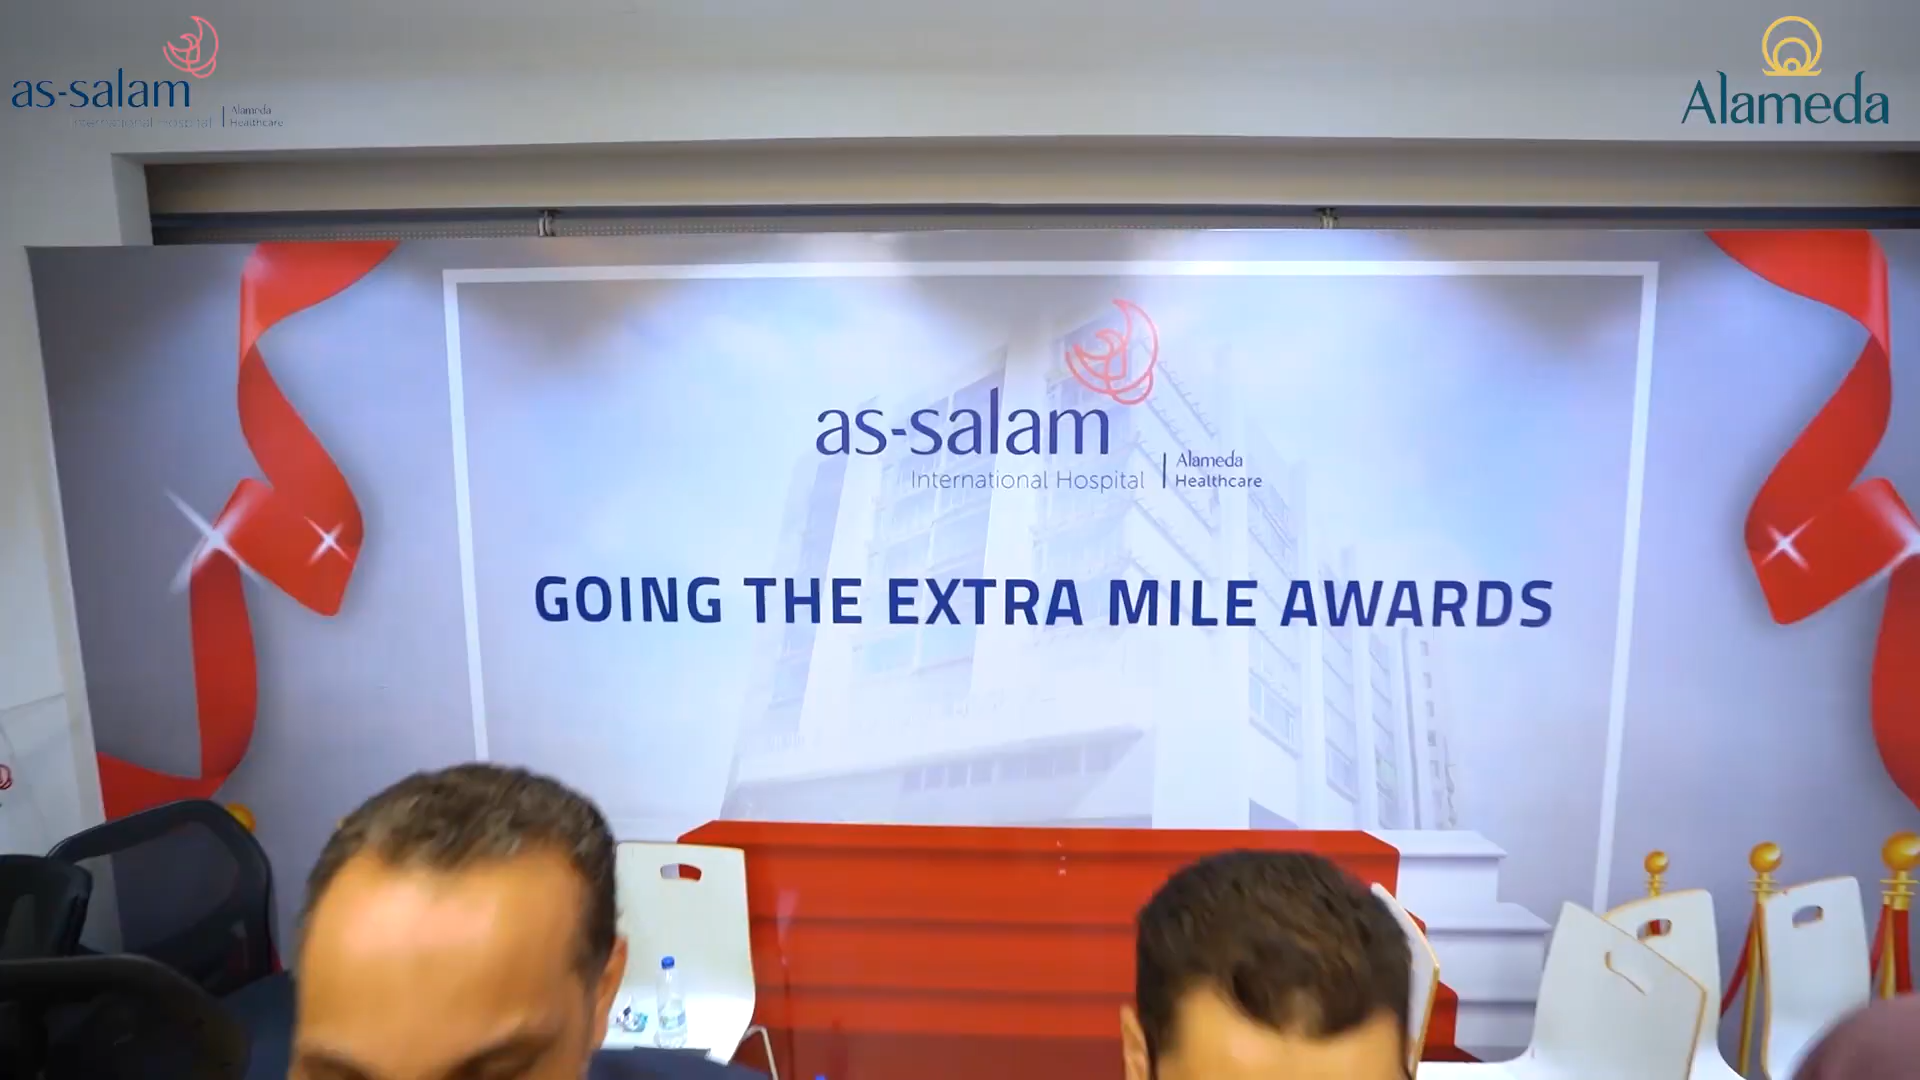 as-salam
International Hospital
Alameda
Healthcare
Alameda
as-salam
International Hospital
Alameda
Healthcare
GOING THE EXTRA MILE AWARDS